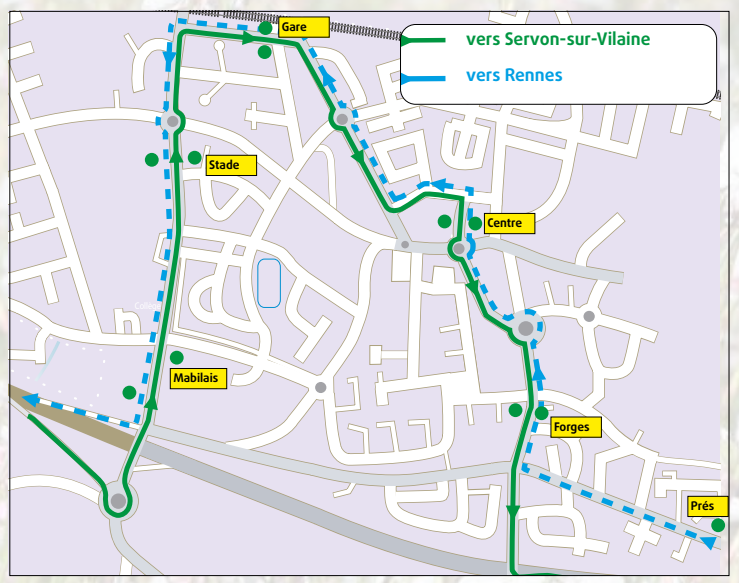 Gare
vers Servon-sur-Vilaine
vers Rennes
Stade
Centre
Mabilais
Forges
Prés